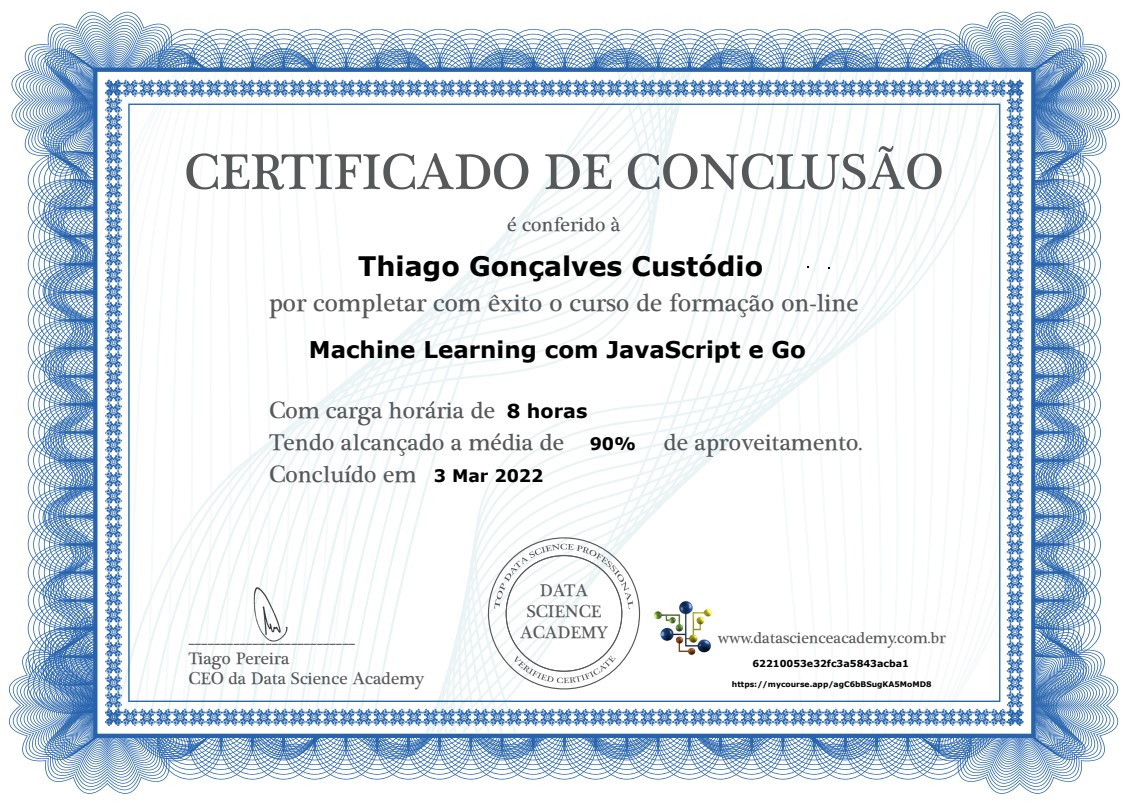 CERTIFICADO DE CONCLUSÃO
é conferido à
Thiago Gonçalves Custódio
por completar com êxito o curso de formação on-line
Machine Learning com JavaScript e Go
Com carga horária de 8 horas
Tendo alcançado a média de 90% de aproveitamento.
Concluído em 3 Mar 2022
TOP DATA SCIENCE PROFESSIONAL
DATA
SCIENCE
ACADEMY
VERIFIED CERTIFICATE
Tiago Pereira
CEO da Data Science Academy
www.datascienceacademy.com.br
62210053e32fc3a5843acba1
https://mycourse.app/agC6bBSugKA5MoMD8